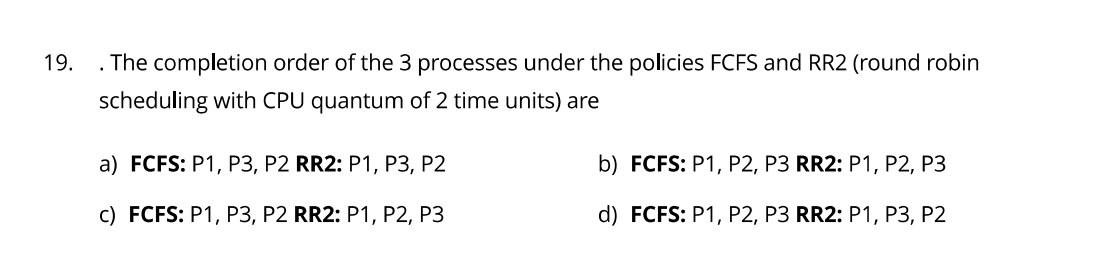 19. . The completion order of the 3 processes under the policies FCFS and RR2 (round robin
scheduling with CPU quantum of 2 time units) are
a) FCFS: P1, P3, P2 RR2: P1, P3, P2
b) FCFS: P1, P2, P3 RR2: P1, P2, P3
c) FCFS: P1, P3, P2 RR2: P1, P2, P3
d) FCFS: P1, P2, P3 RR2: P1, P3, P2